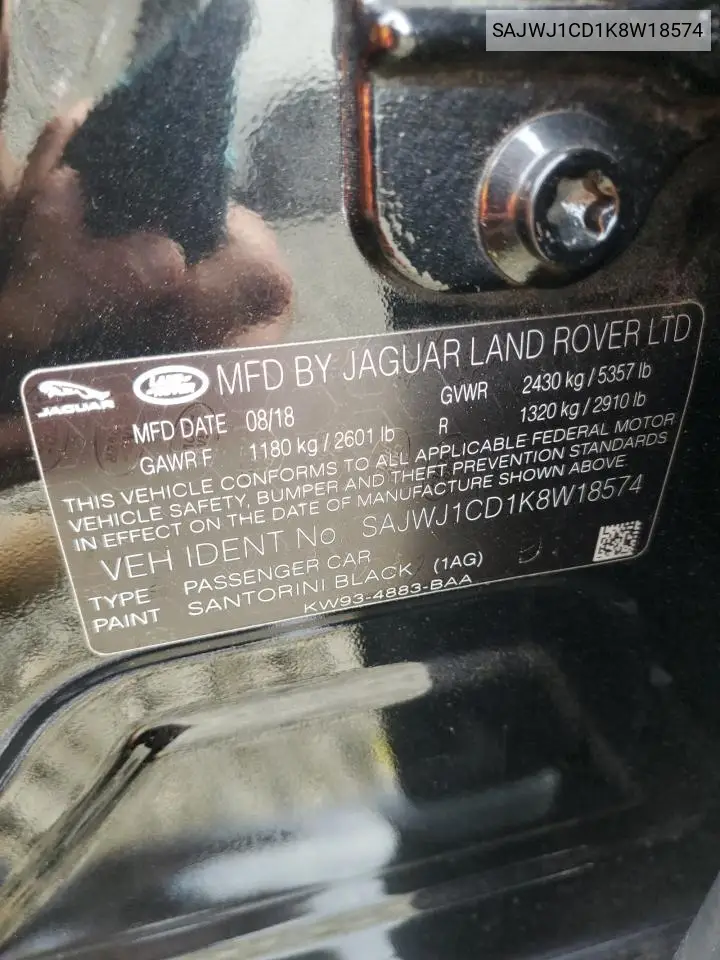 SAJWJ1CD1K8W18574
JAGUAR
LAND ROVER
MFD BY JAGUAR LAND ROVER LTD
MFD DATE 08/18 GVWR 2430 kg / 5357 lb
GAWR F 1180 kg / 2601 lb R 1320 kg / 2910 lb
THIS VEHICLE CONFORMS TO ALL APPLICABLE FEDERAL MOTOR
VEHICLE SAFETY, BUMPER AND THEFT PREVENTION STANDARDS
IN EFFECT ON THE DATE OF MANUFACTURE SHOWN ABOVE.
VEH IDENT No SAJWJ1CD1K8W18574
TYPE PASSENGER CAR
PAINT SANTORINI BLACK (1AG)
KW93-4883-BAA